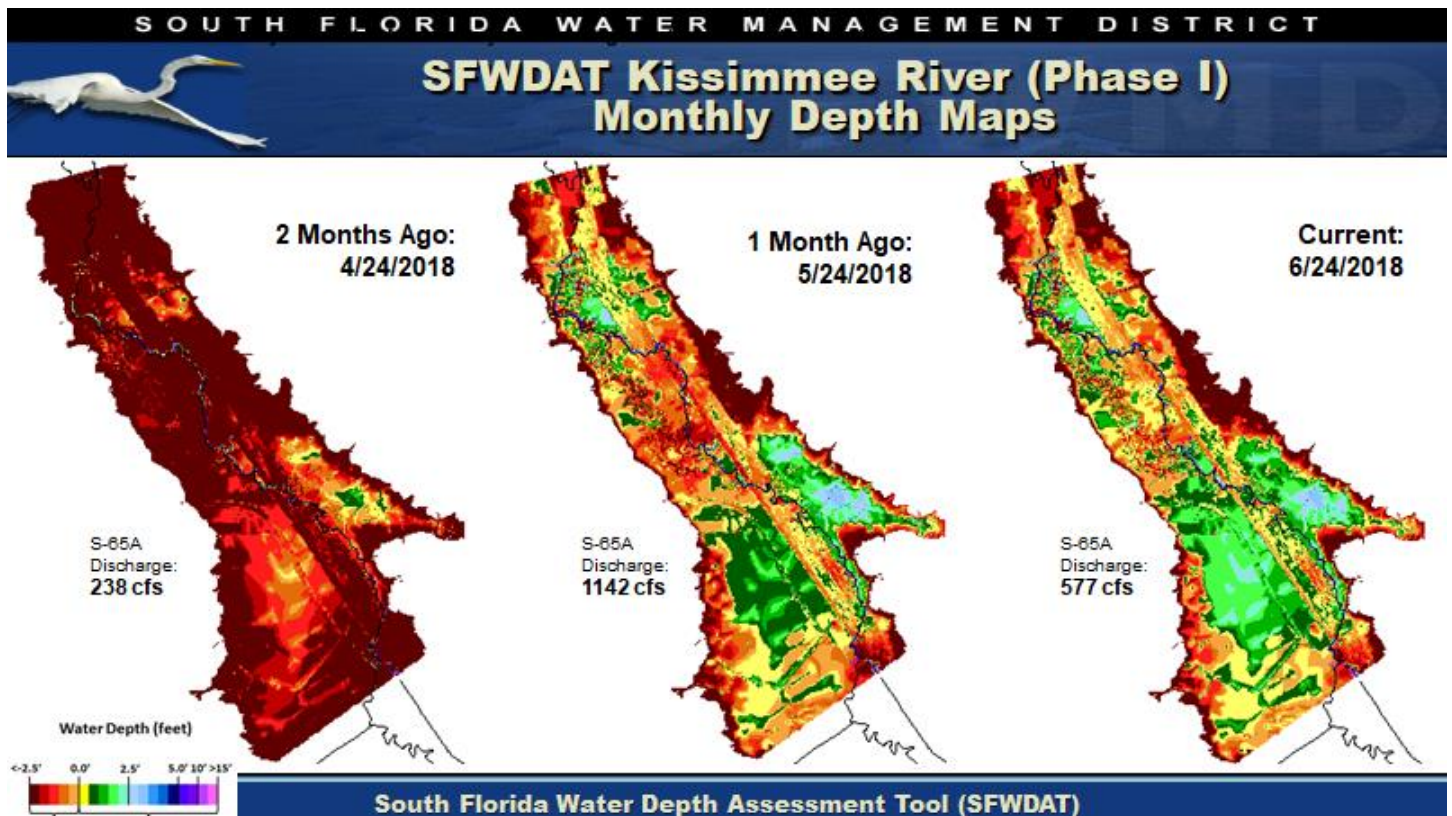 SOUTH FLORIDA WATER MANAGEMENT DISTRICT
SFWDAT Kissimmee River (Phase I)
Monthly Depth Maps
2 Months Ago:
4/24/2018
1 Month Ago:
5/24/2018
Current:
6/24/2018
S-65A
Discharge:
238 cfs
S-65A
Discharge:
1142 cfs
S-65A
Discharge:
577 cfs
Water Depth (feet)
<-2.5' 0.0' 2.5' 5.0' 10' >15'
South Florida Water Depth Assessment Tool (SFWDAT)